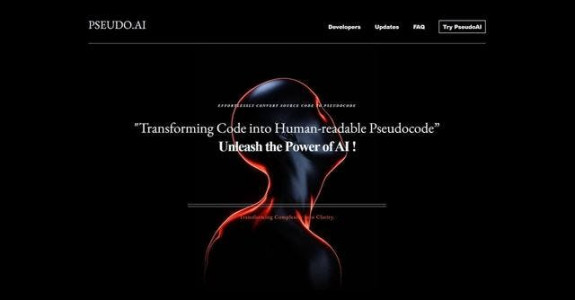 PSEUDO.AI
Developers Updates FAQ Try PseudoAI
EFFORTLESSLY CONVERT SOURCE CODE TO PSEUDOCODE
"Transforming Code into Human-readable Pseudocode”
Unleash the Power of AI !
Transforming Complexity into Clarity.